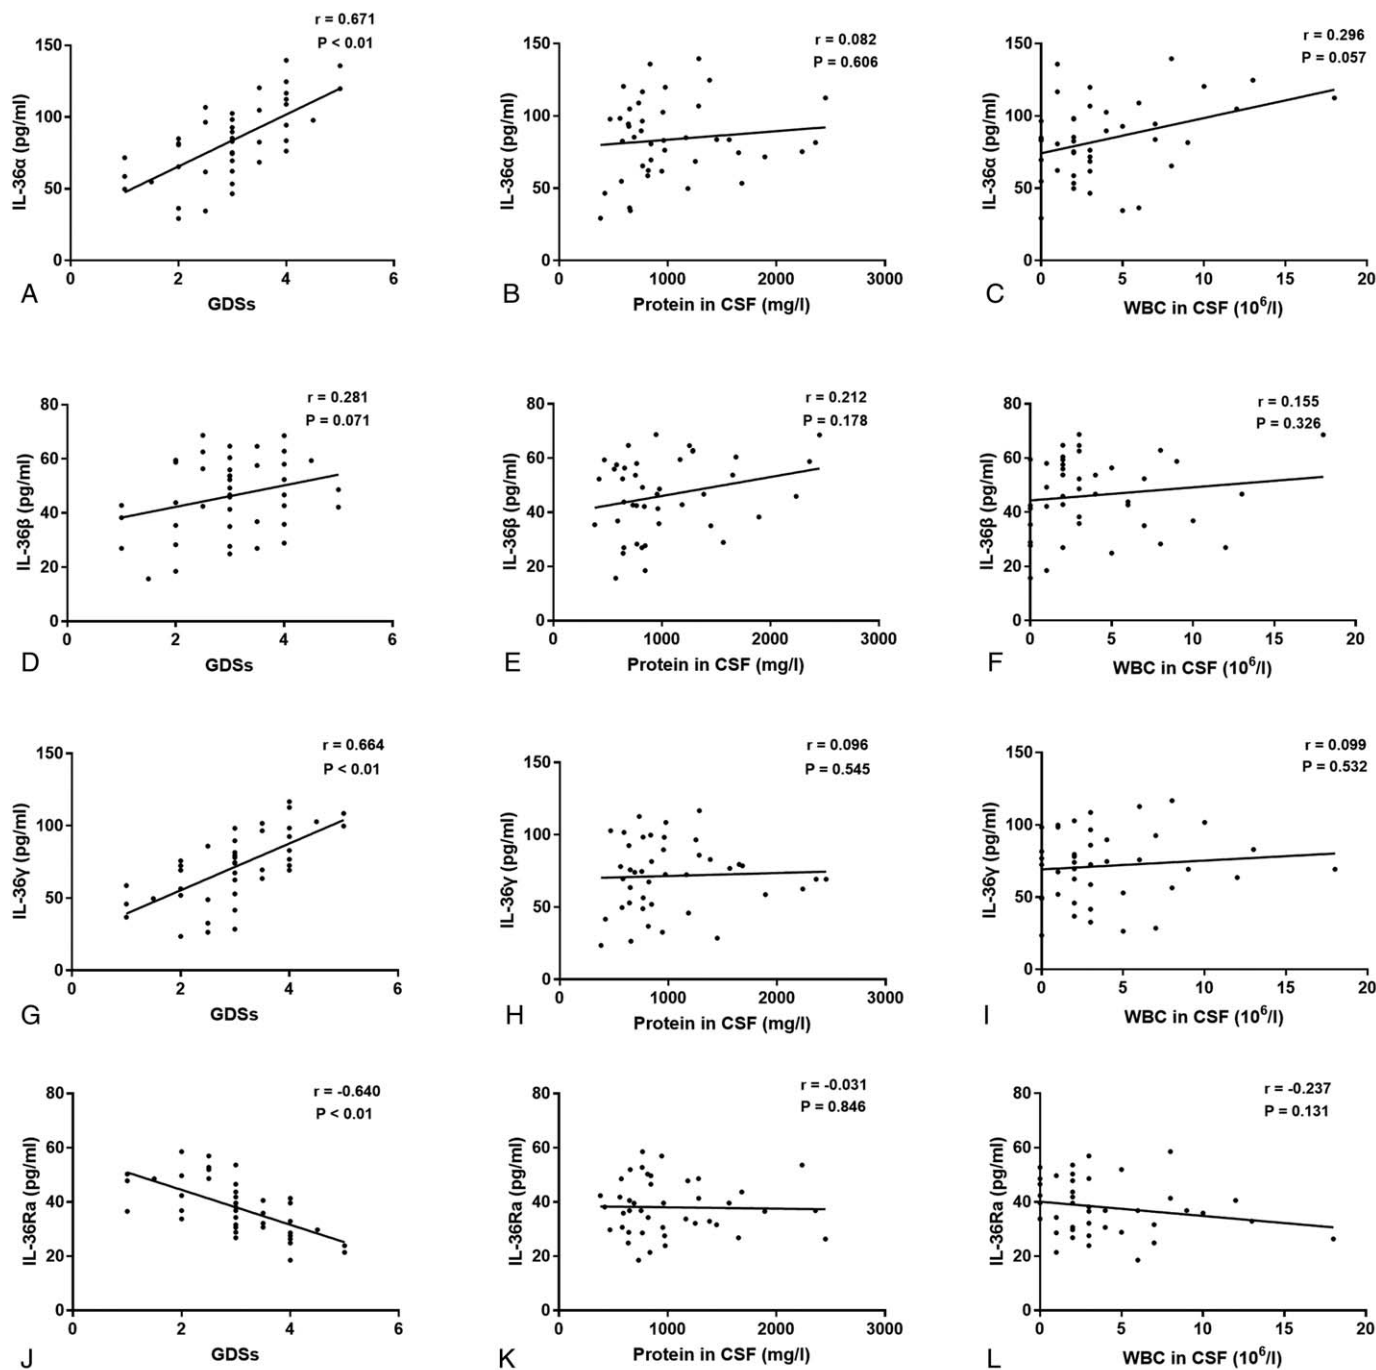 r = 0.671
P < 0.01
150
100
50
0
IL-36α (pg/ml)
0 2 4 6
GDSs
A
r = 0.082
P = 0.606
150
100
50
0
IL-36α (pg/ml)
0 1000 2000 3000
Protein in CSF (mg/l)
B
r = 0.296
P = 0.057
150
100
50
0
IL-36α (pg/ml)
0 5 10 15 20
WBC in CSF (10⁶/l)
C
r = 0.281
P = 0.071
80
60
40
20
0
IL-36β (pg/ml)
0 2 4 6
GDSs
D
r = 0.212
P = 0.178
80
60
40
20
0
IL-36β (pg/ml)
0 1000 2000 3000
Protein in CSF (mg/l)
E
r = 0.155
P = 0.326
80
60
40
20
0
IL-36β (pg/ml)
0 5 10 15 20
WBC in CSF (10⁶/l)
F
r = 0.664
P < 0.01
150
100
50
0
IL-36γ (pg/ml)
0 2 4 6
GDSs
G
r = 0.096
P = 0.545
150
100
50
0
IL-36γ (pg/ml)
0 1000 2000 3000
Protein in CSF (mg/l)
H
r = 0.099
P = 0.532
150
100
50
0
IL-36γ (pg/ml)
0 5 10 15 20
WBC in CSF (10⁶/l)
I
r = -0.640
P < 0.01
80
60
40
20
0
IL-36Ra (pg/ml)
0 2 4 6
GDSs
J
r = -0.031
P = 0.846
80
60
40
20
0
IL-36Ra (pg/ml)
0 1000 2000 3000
Protein in CSF (mg/l)
K
r = -0.237
P = 0.131
80
60
40
20
0
IL-36Ra (pg/ml)
0 5 10 15 20
WBC in CSF (10⁶/l)
L